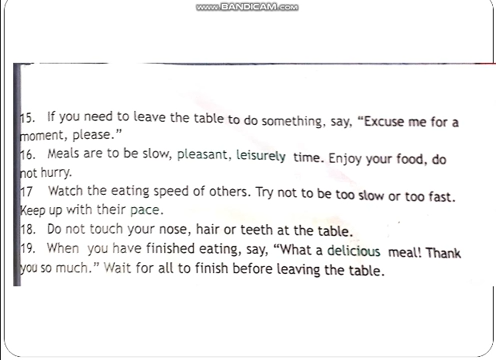 www.BANDICAM.com
15. If you need to leave the table to do something, say, “Excuse me for a
moment, please.”
16. Meals are to be slow, pleasant, leisurely time. Enjoy your food, do
not hurry.
17 Watch the eating speed of others. Try not to be too slow or too fast.
Keep up with their pace.
18. Do not touch your nose, hair or teeth at the table.
19. When you have finished eating, say, “What a delicious meal! Thank
you so much.” Wait for all to finish before leaving the table.